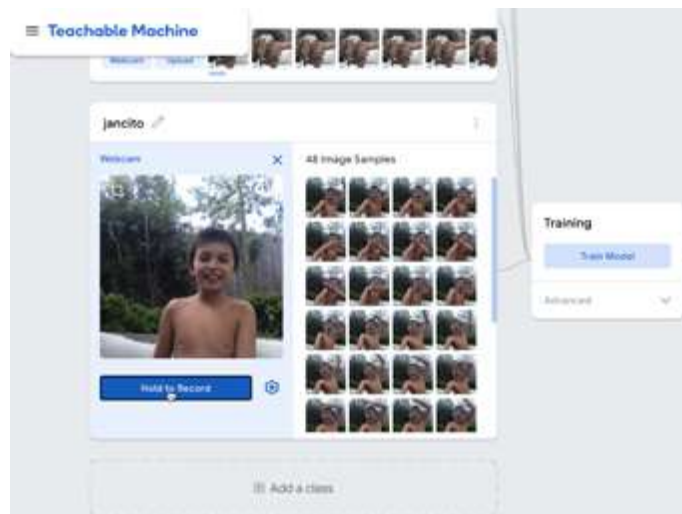 Teachable Machine
Webcam Upload
jancito
Webcam
48 Image Samples
Hold to Record
Training
Train Model
Advanced
Add a class